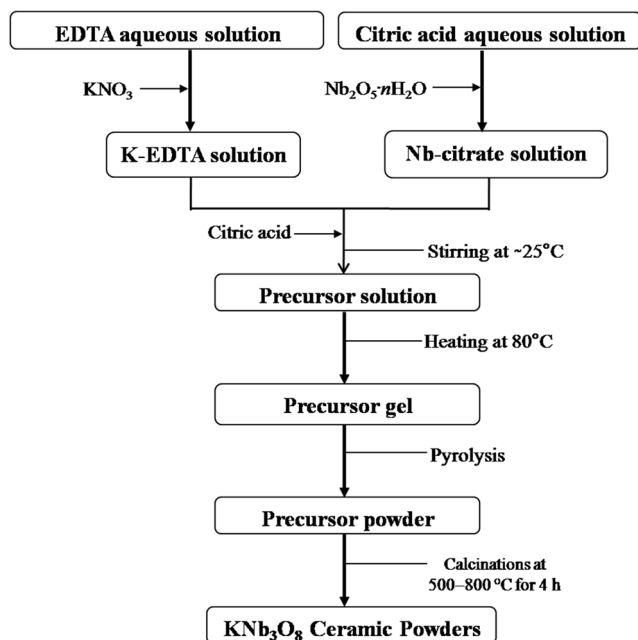 EDTA aqueous solution
Citric acid aqueous solution
KNO₃
Nb₂O₅·nH₂O
K-EDTA solution
Nb-citrate solution
Citric acid
Stirring at ~25°C
Precursor solution
Heating at 80°C
Precursor gel
Pyrolysis
Precursor powder
Calcinations at
500–800 °C for 4 h
KNb₃O₈ Ceramic Powders